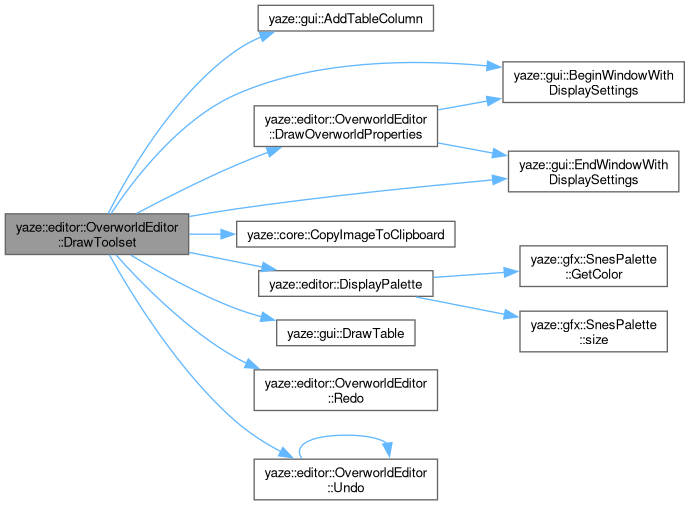 yaze::gui::AddTableColumn
yaze::gui::BeginWindowWith
DisplaySettings
yaze::editor::OverworldEditor
::DrawOverworldProperties
yaze::gui::EndWindowWith
DisplaySettings
yaze::editor::OverworldEditor
::DrawToolset
yaze::core::CopyImageToClipboard
yaze::gfx::SnesPalette
::GetColor
yaze::editor::DisplayPalette
yaze::gfx::SnesPalette
::size
yaze::gui::DrawTable
yaze::editor::OverworldEditor
::Redo
yaze::editor::OverworldEditor
::Undo